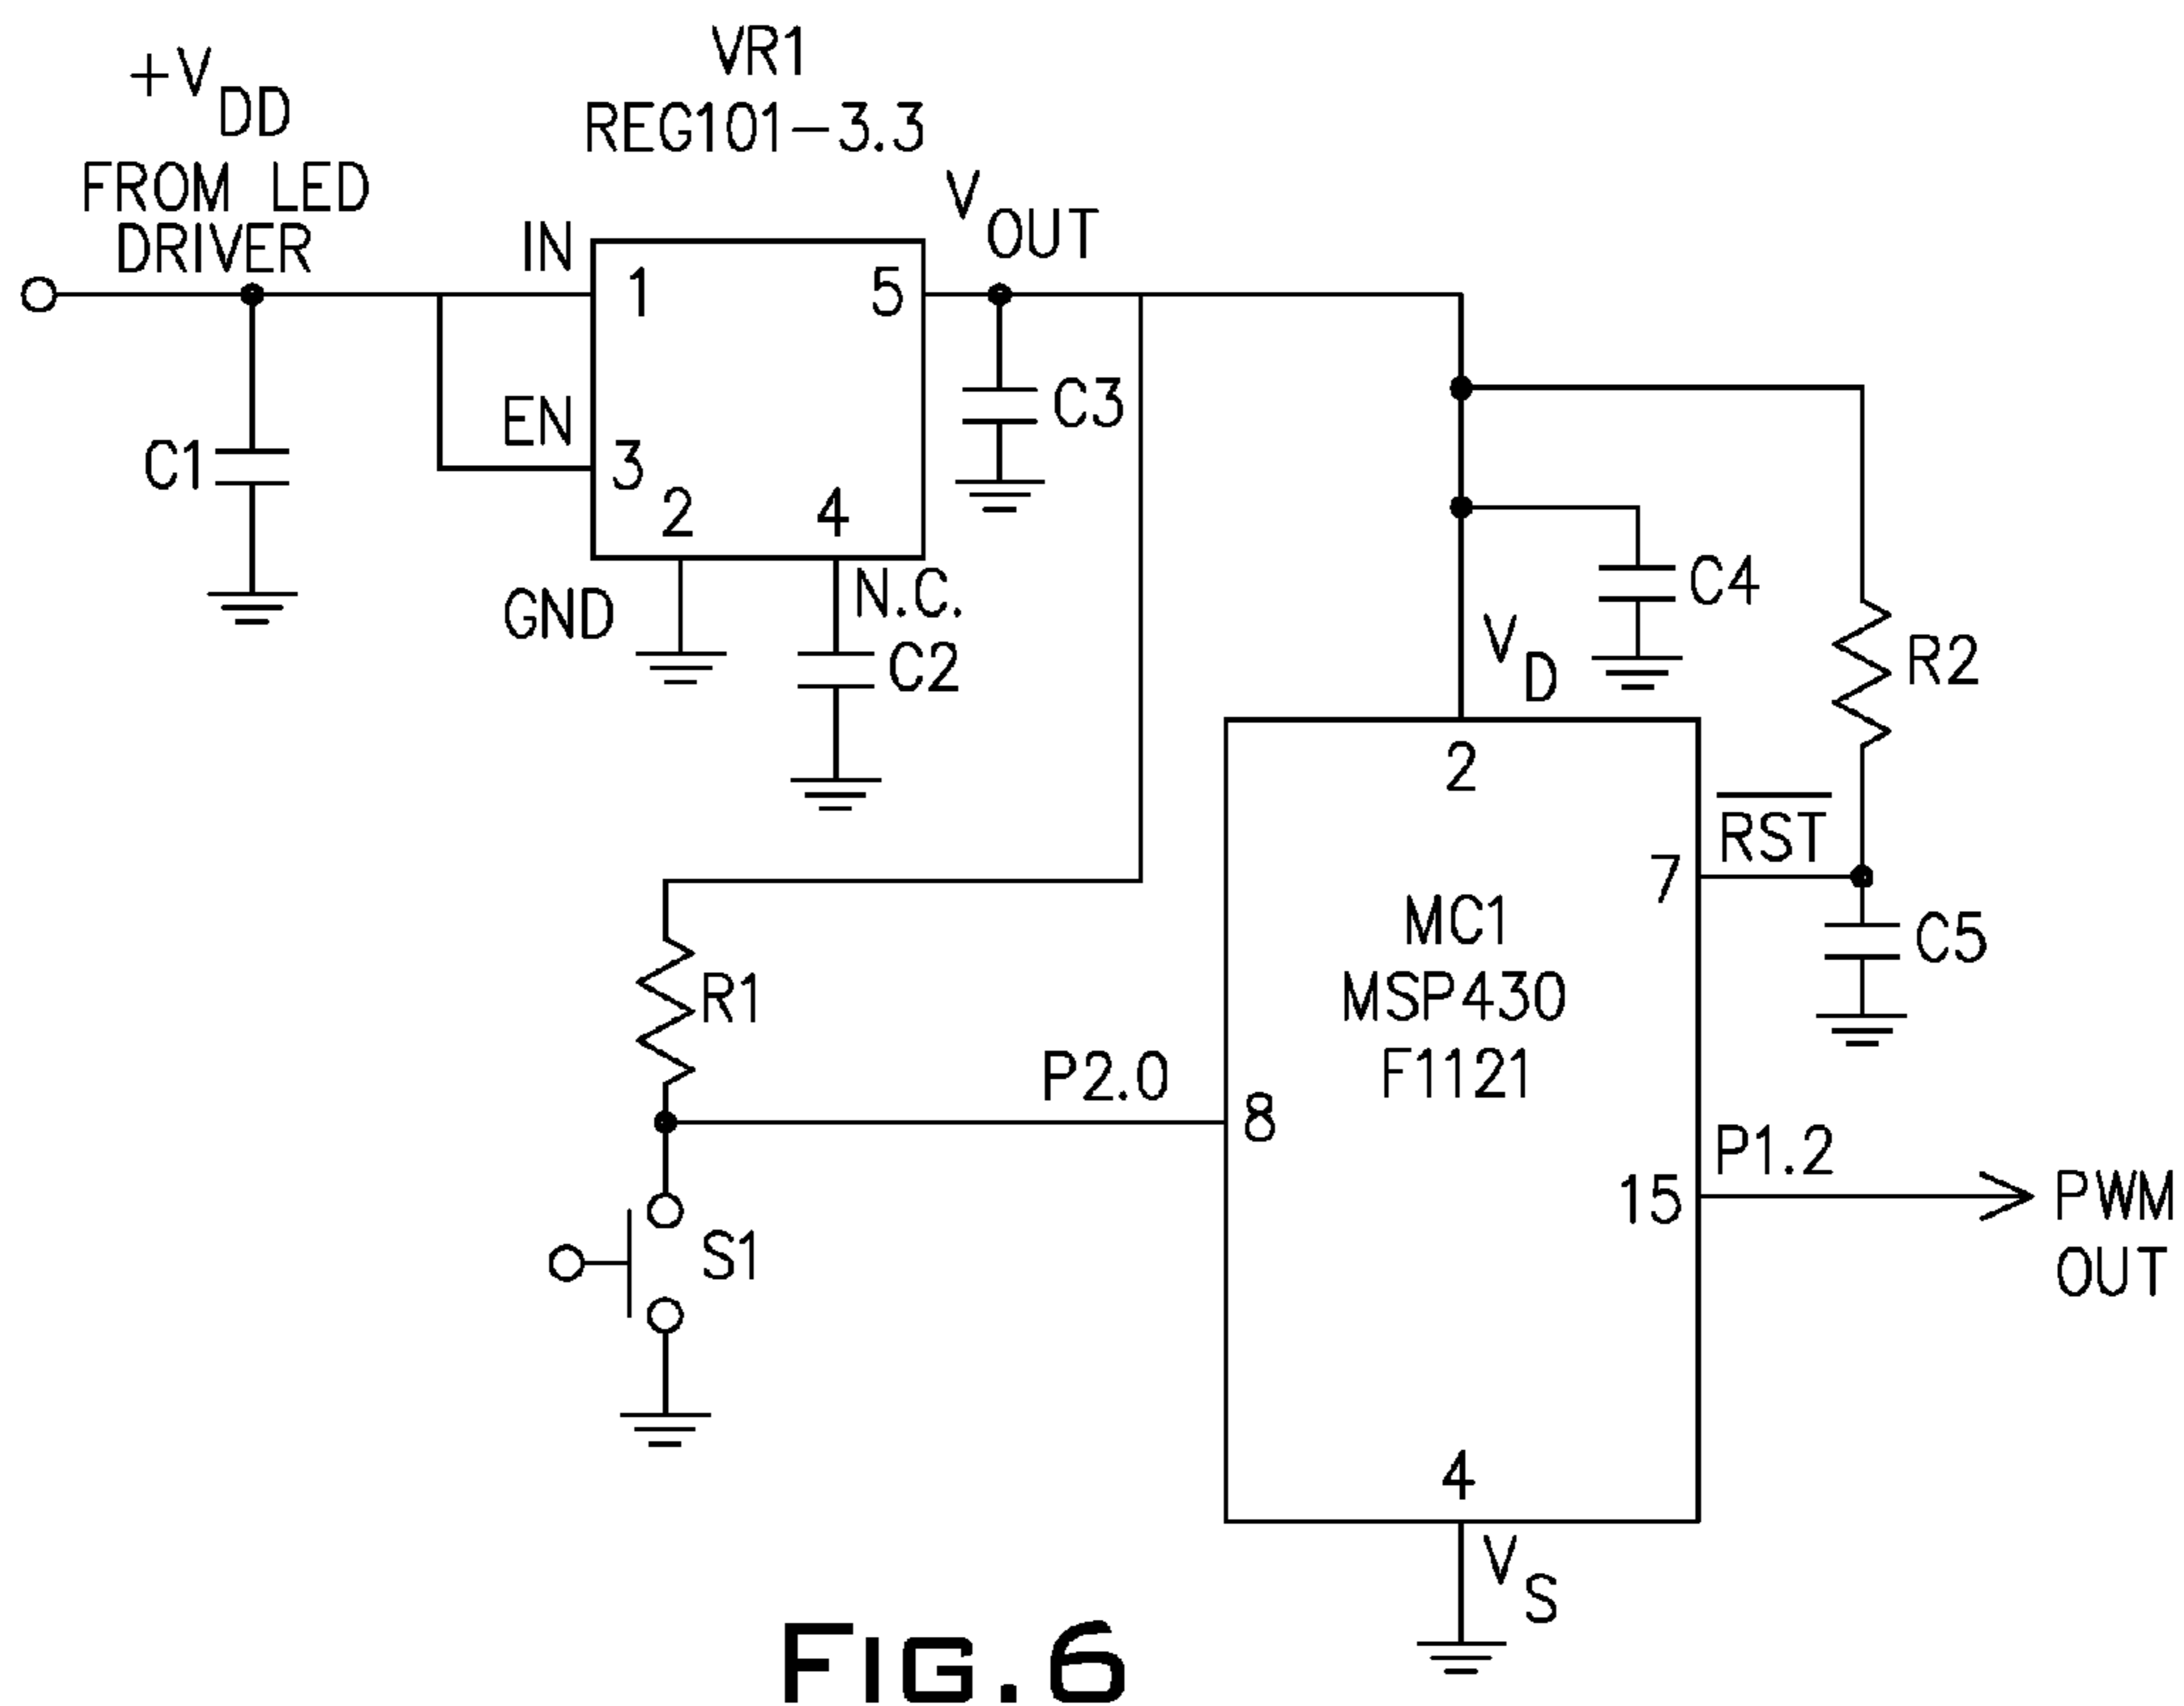 +VDD
FROM LED
DRIVER
VR1
REG101-3.3
IN
1
5
VOUT
EN
3
2
4
C1
C3
GND
N.C.
C2
C4
VD
R2
2
RST
7
MC1
MSP430
F1121
C5
R1
P2.0
8
P1.2
15
PWM
OUT
S1
4
VS
FIG. 6